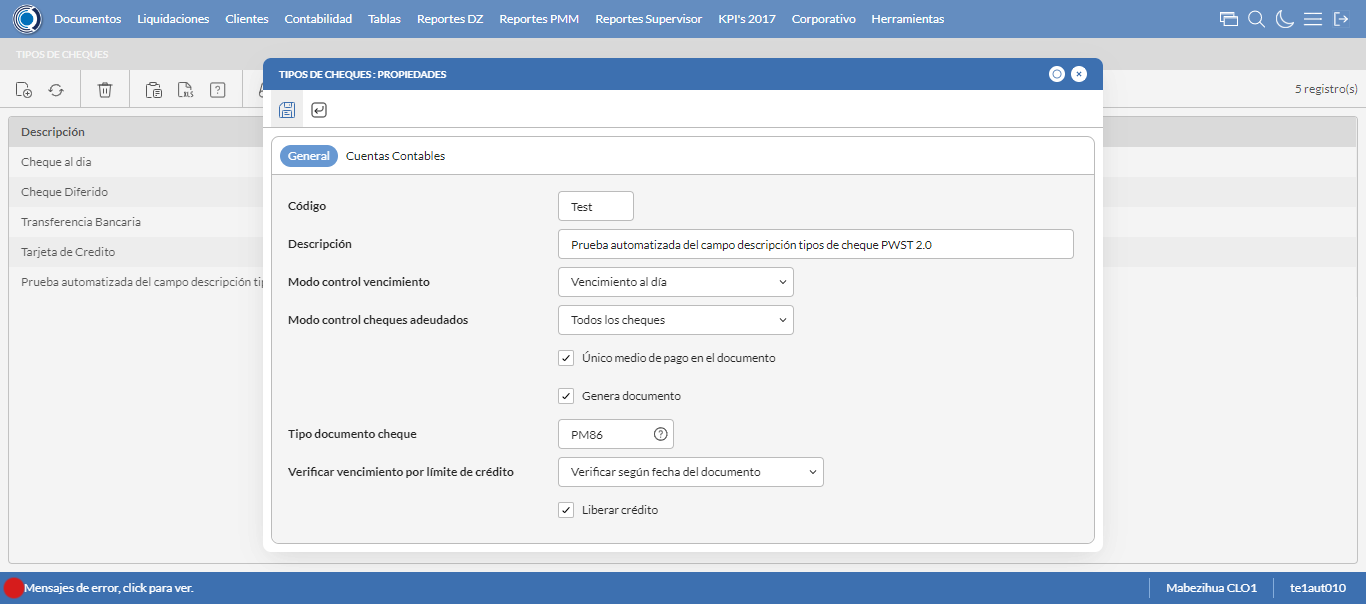 Documentos Liquidaciones Clientes Contabilidad Tablas Reportes DZ Reportes PMM Reportes Supervisor KPI's 2017 Corporativo Herramientas
TIPOS DE CHEQUES
XLS
5 registro(s)
Descripción
Cheque al dia
Cheque Diferido
Transferencia Bancaria
Tarjeta de Credito
Prueba automatizada del campo descripción
TIPOS DE CHEQUES : PROPIEDADES
General Cuentas Contables
Código Test
Descripción Prueba automatizada del campo descripción tipos de cheque PWST 2.0
Modo control vencimiento Vencimiento al día
Modo control cheques adeudados Todos los cheques
Único medio de pago en el documento
Genera documento
Tipo documento cheque PM86
Verificar vencimiento por límite de crédito Verificar según fecha del documento
Liberar crédito
Mensajes de error, click para ver. Mabezihua CLO1 te1aut010